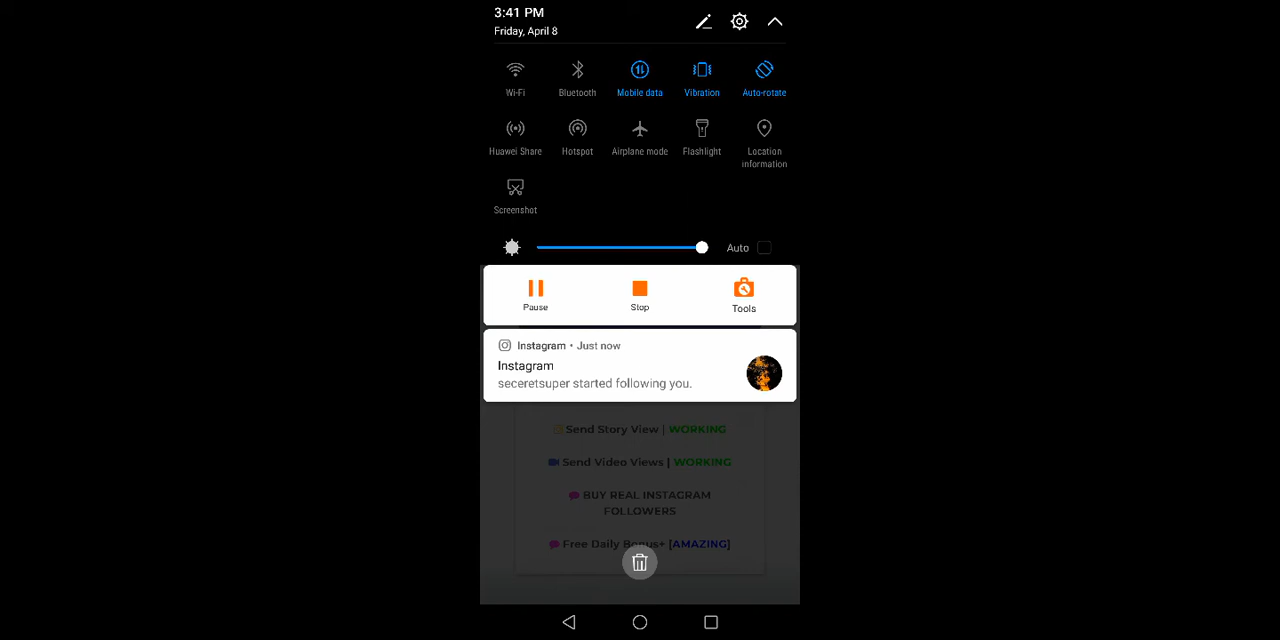 3:41 PM
Friday, April 8
Wi-Fi
Bluetooth
Mobile data
Vibration
Auto-rotate
Huawei Share
Hotspot
Airplane mode
Flashlight
Location
information
Screenshot
Auto
Pause
Stop
Tools
Instagram • Just now
Instagram
seceretsuper started following you.
Send Story View | WORKING
Send Video Views | WORKING
BUY REAL INSTAGRAM
FOLLOWERS
Free Daily Bonus+ [AMAZING]